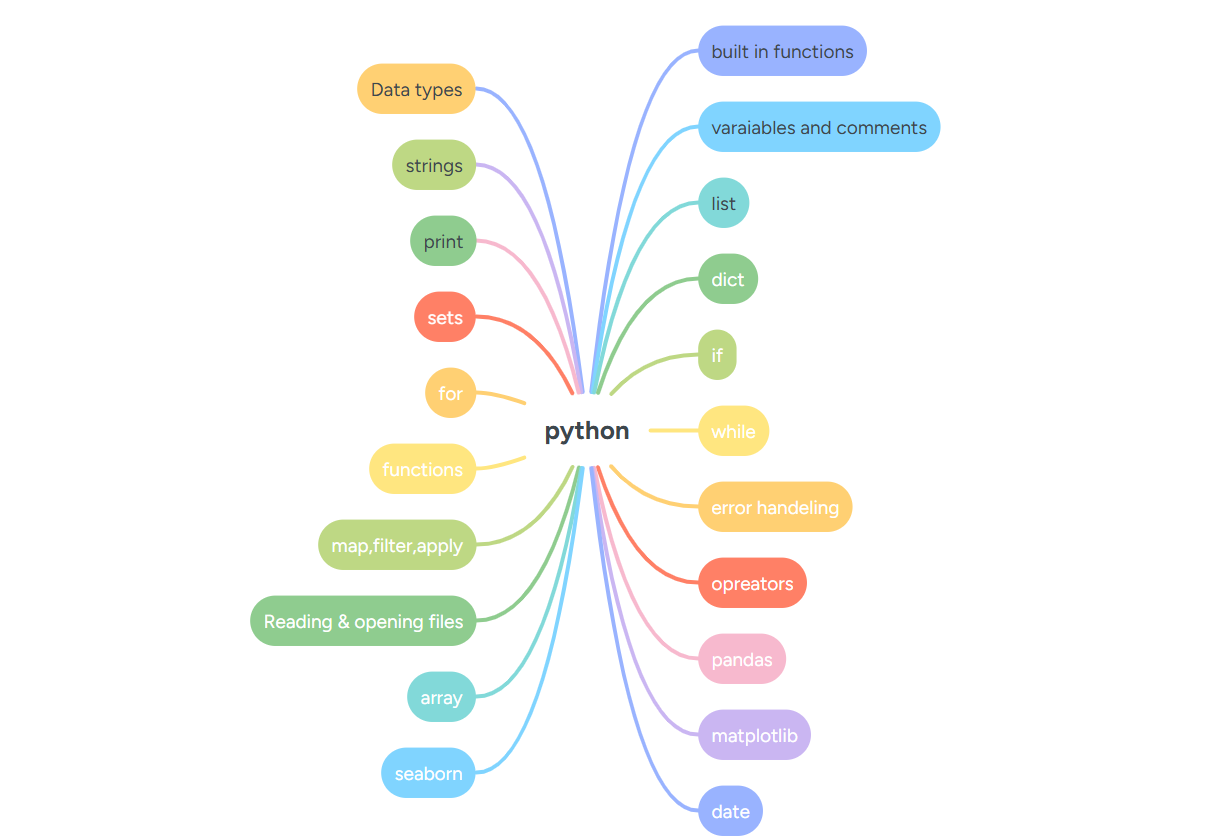 built in functions
Data types
varaiables and comments
strings
list
print
dict
sets
if
for
python
while
functions
error handeling
map,filter,apply
opreators
Reading & opening files
pandas
array
matplotlib
seaborn
date